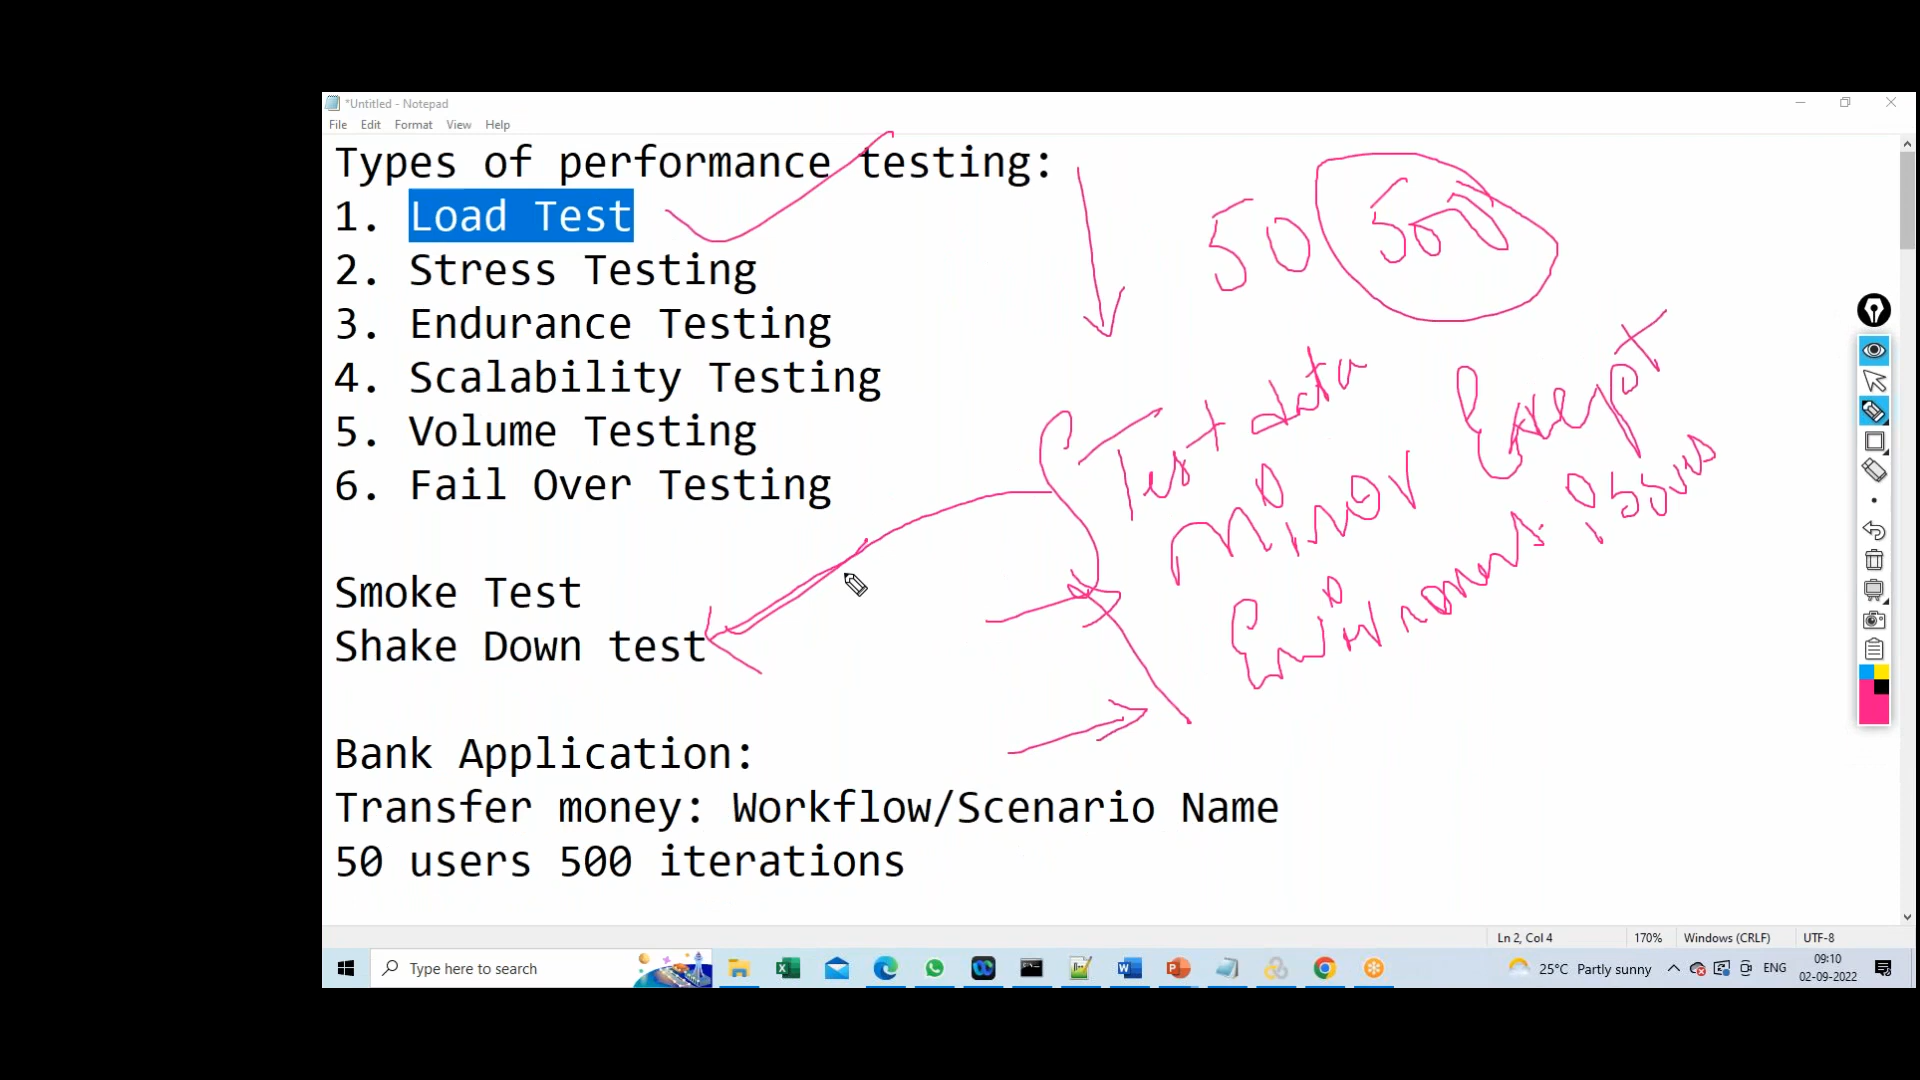 *Untitled - Notepad
File Edit Format View Help
Types of performance testing:
1. Load Test
2. Stress Testing
3. Endurance Testing
4. Scalability Testing
5. Volume Testing
6. Fail Over Testing
50 500
Test data
Minor Except
Environments issues
Smoke Test
Shake Down test
Bank Application:
Transfer money: Workflow/Scenario Name
50 users 500 iterations
Ln 2, Col 4 170% Windows (CRLF) UTF-8
Type here to search
25°C Partly sunny ENG
09:10
02-09-2022